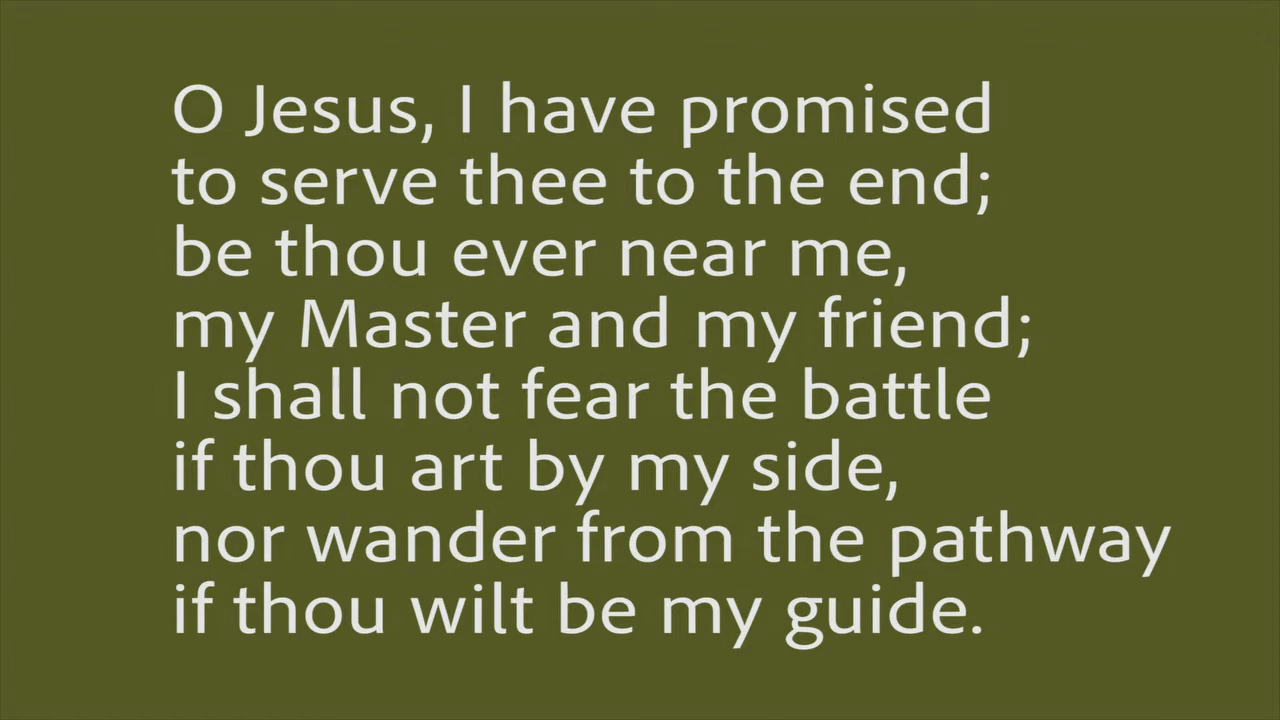 O Jesus, I have promised
to serve thee to the end;
be thou ever near me,
my Master and my friend;
I shall not fear the battle
if thou art by my side,
nor wander from the pathway
if thou wilt be my guide.